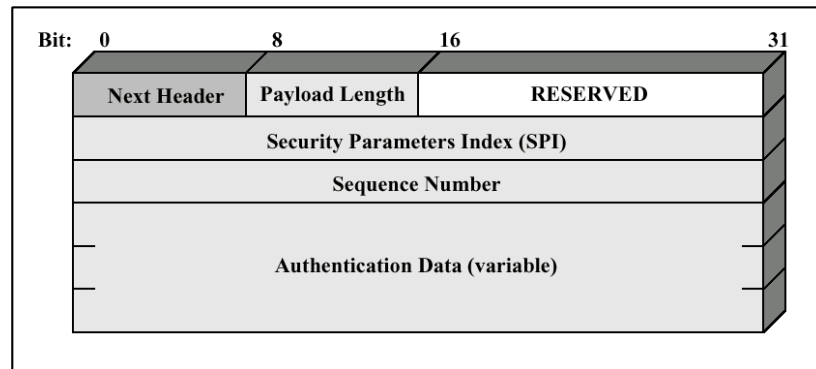 Bit: 0 8 16 31
Next Header Payload Length RESERVED
Security Parameters Index (SPI)
Sequence Number
Authentication Data (variable)